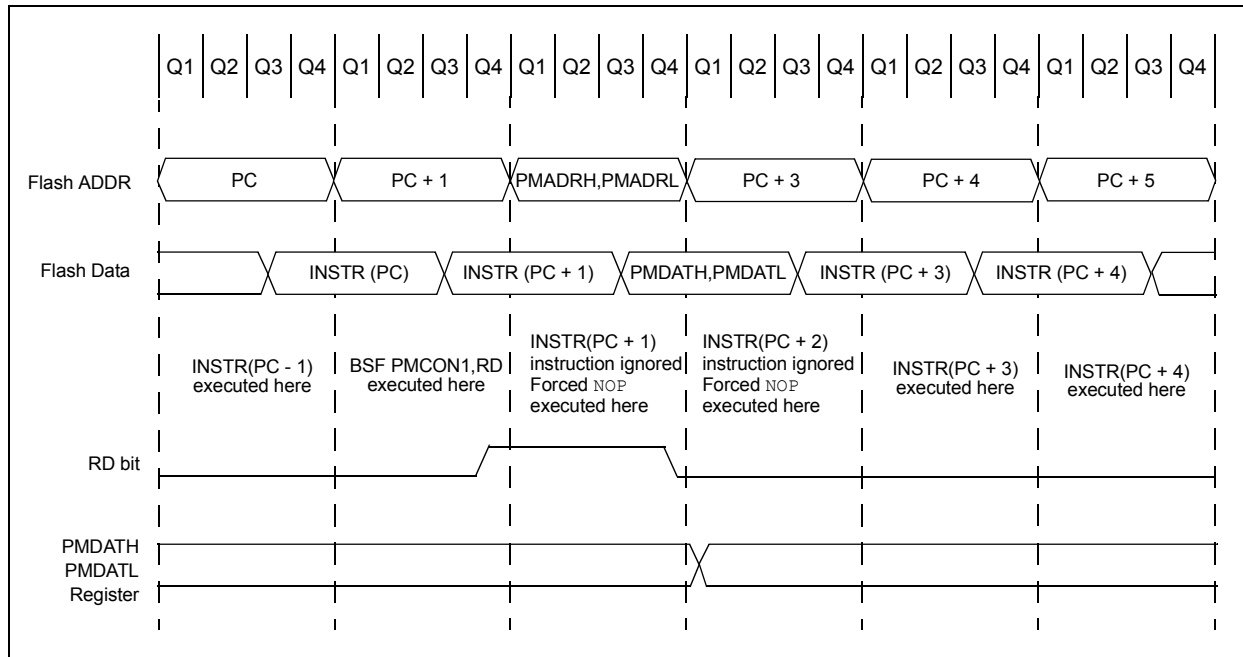 Q1 Q2 Q3 Q4 Q1 Q2 Q3 Q4 Q1 Q2 Q3 Q4 Q1 Q2 Q3 Q4 Q1 Q2 Q3 Q4 Q1 Q2 Q3 Q4
Flash ADDR PC PC + 1 PMADRH,PMADRL PC + 3 PC + 4 PC + 5
Flash Data INSTR (PC) INSTR (PC + 1) PMDATH,PMDATL INSTR (PC + 3) INSTR (PC + 4)
INSTR(PC - 1)
executed here
BSF PMCON1,RD
executed here
INSTR(PC + 1)
instruction ignored
Forced NOP
executed here
INSTR(PC + 2)
instruction ignored
Forced NOP
executed here
INSTR(PC + 3)
executed here
INSTR(PC + 4)
executed here
RD bit
PMDATH
PMDATL
Register